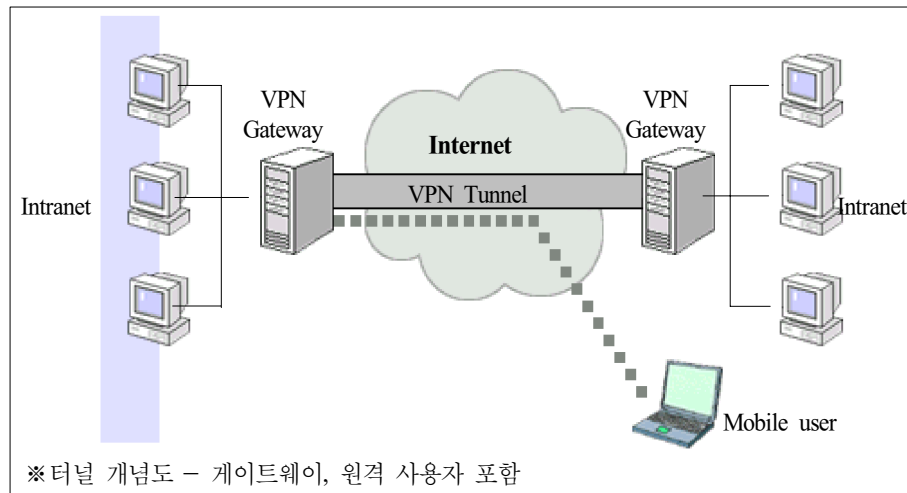 VPN
Gateway
Internet
VPN
Gateway
VPN Tunnel
Intranet
Intranet
Mobile user
※터널 개념도 – 게이트웨이, 원격 사용자 포함